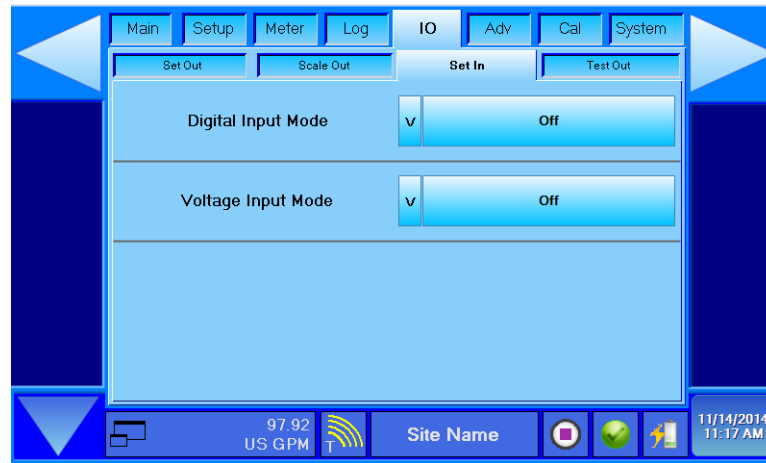 Main Setup Meter Log IO Adv Cal System
Set Out Scale Out Set In Test Out
Digital Input Mode v Off
Voltage Input Mode v Off
97.92
US GPM T Site Name
11/14/2014
11:17 AM